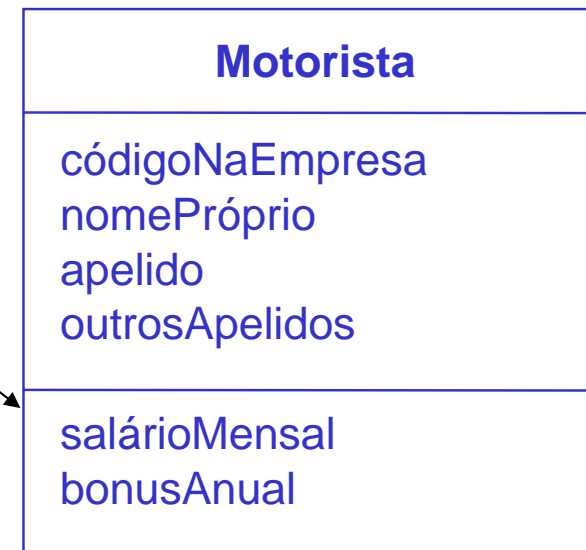 Motorista
códigoNaEmpresa
nomePróprio
apelido
outrosApelidos
salárioMensal
bonusAnual